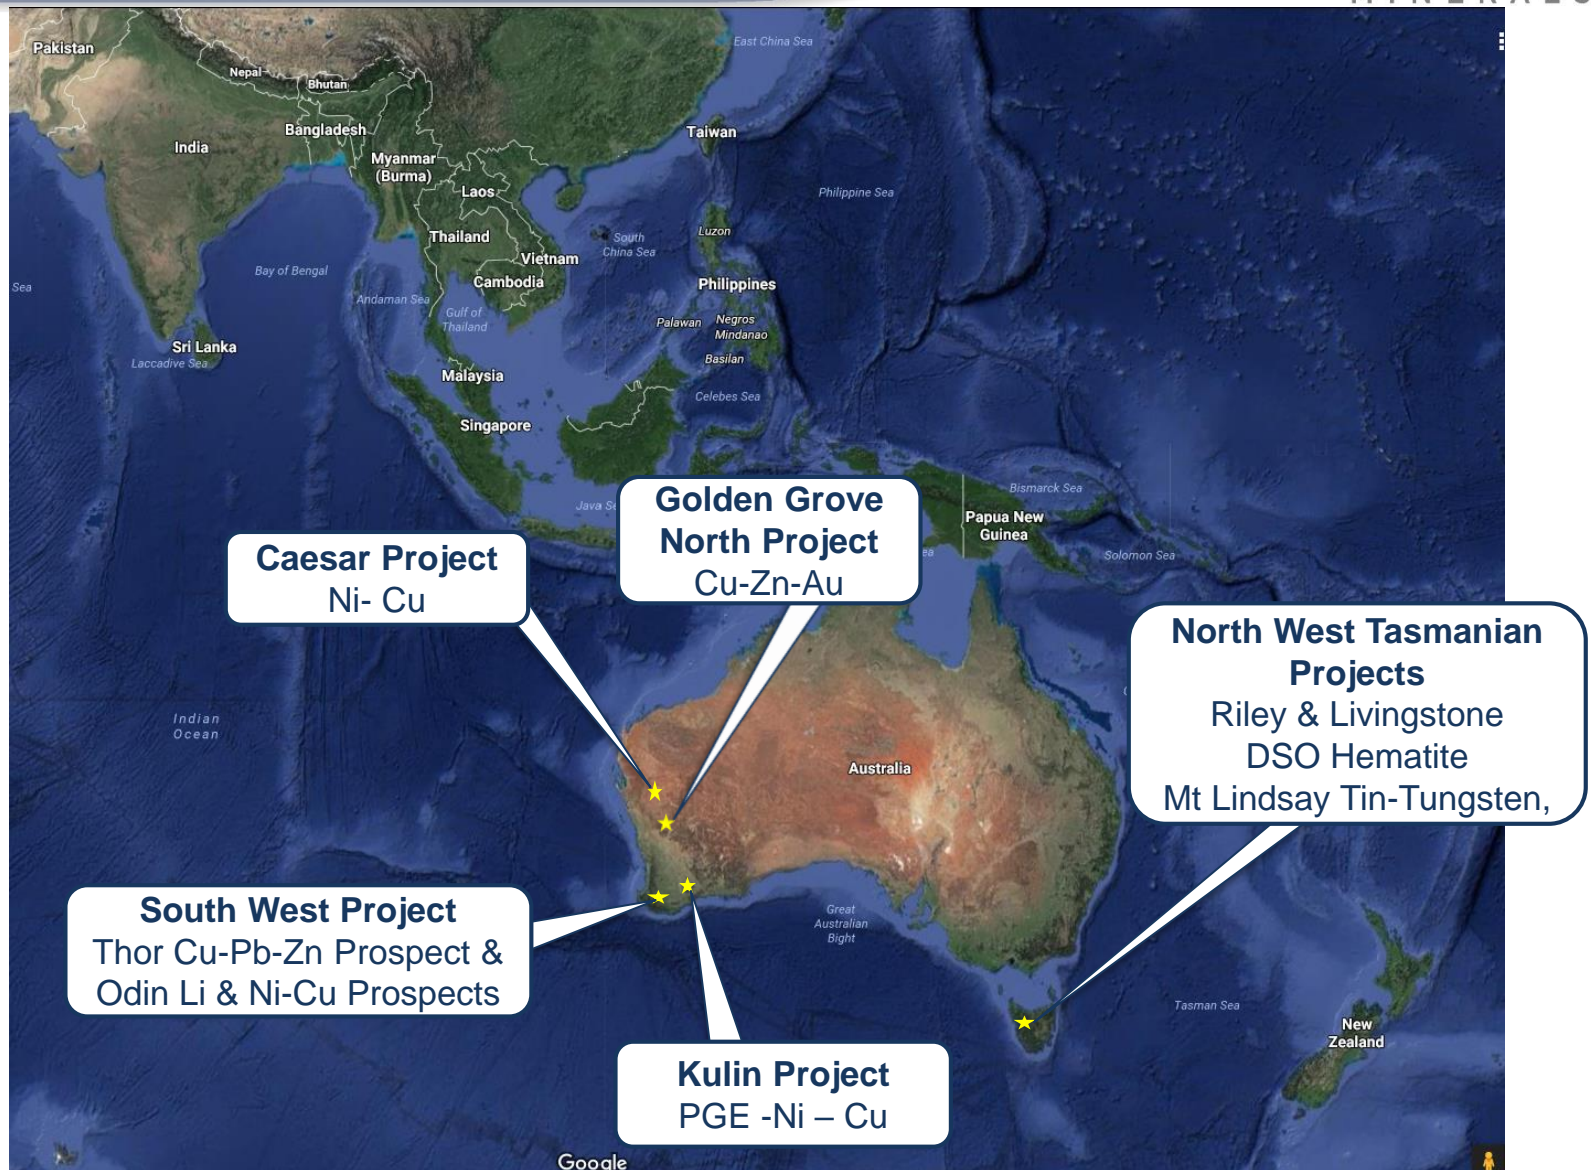 MINERALS
Pakistan
East China Sea
Nepal
Bhutan
Bangladesh
India
Taiwan
Myanmar
(Burma)
Laos
Philippine Sea
Thailand
Luzon
South
China Sea
Vietnam
Bay of Bengal
Cambodia
Philippines
Sea
Andaman Sea
Gulf of
Thailand
Palawan
Negros
Mindanao
Sri Lanka
Laccadive Sea
Basilan
Malaysia
Celebes Sea
Singapore
Bismarck Sea
Java Se
Papua New
Guinea
ea
Solomon Sea
Golden Grove
North Project
Cu-Zn-Au
Caesar Project
Ni- Cu
North West Tasmanian
Projects
Riley & Livingstone
DSO Hematite
Mt Lindsay Tin-Tungsten,
Indian
Ocean
Australia
South West Project
Thor Cu-Pb-Zn Prospect &
Odin Li & Ni-Cu Prospects
Great
Australian
Bight
Tasman Sea
New
Zealand
Kulin Project
PGE -Ni – Cu
Google